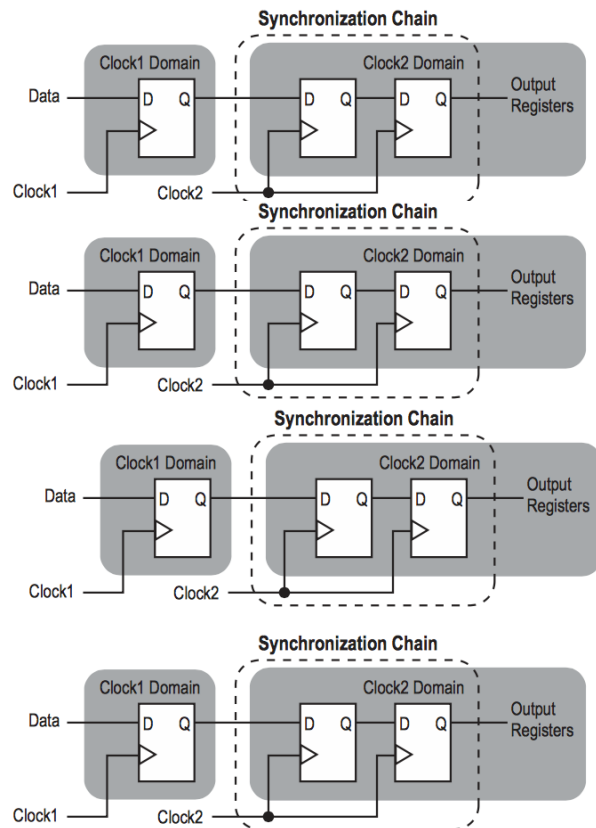 Synchronization Chain
Clock1 Domain
Clock2 Domain
Data
D Q
D Q
D Q
Output
Registers
Clock1
Clock2
Synchronization Chain
Clock1 Domain
Clock2 Domain
Data
D Q
D Q
D Q
Output
Registers
Clock1
Clock2
Synchronization Chain
Clock1 Domain
Clock2 Domain
Data
D Q
D Q
D Q
Output
Registers
Clock1
Clock2
Synchronization Chain
Clock1 Domain
Clock2 Domain
Data
D Q
D Q
D Q
Output
Registers
Clock1
Clock2